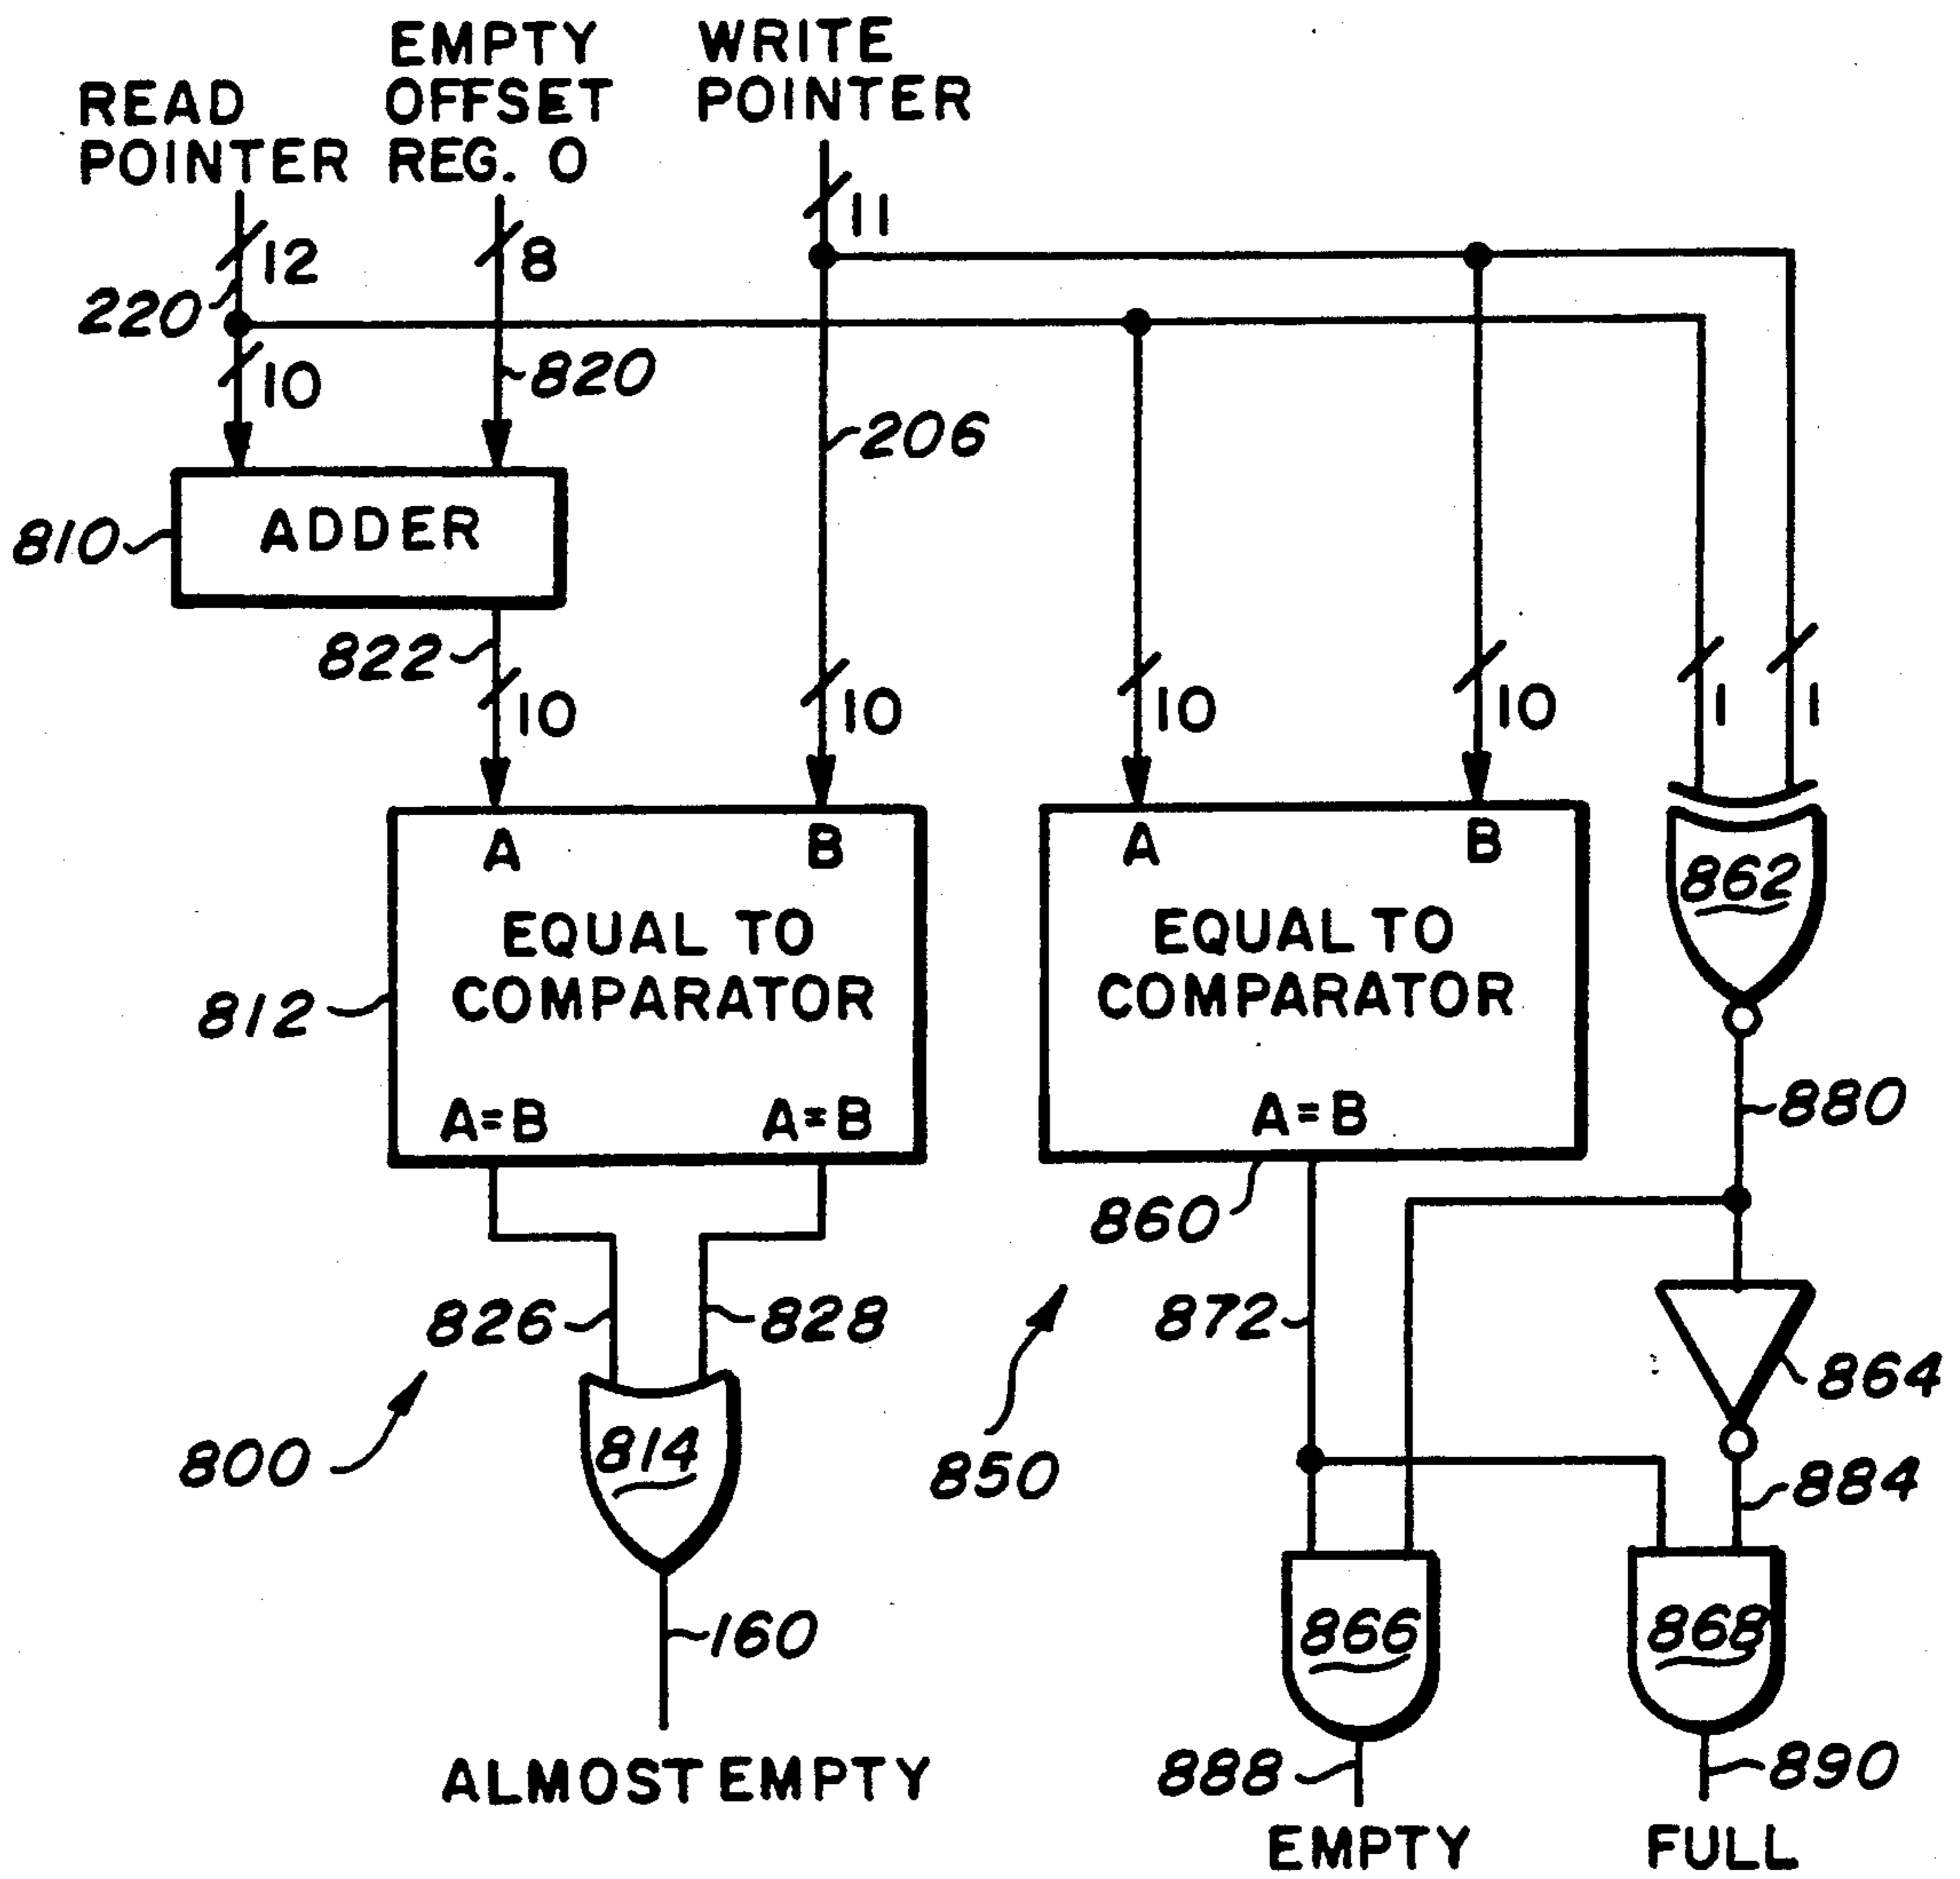 READ
POINTER
EMPTY
OFFSET
REG. 0
WRITE
POINTER
12
8
11
220
10
820
206
810
ADDER
822
10
10
10
10
1
1
A
B
EQUAL TO
COMPARATOR
A=B
A=B
812
A
B
EQUAL TO
COMPARATOR
A=B
862
880
860
826
828
872
864
800
814
850
884
160
866
868
ALMOST EMPTY
888
890
EMPTY
FULL